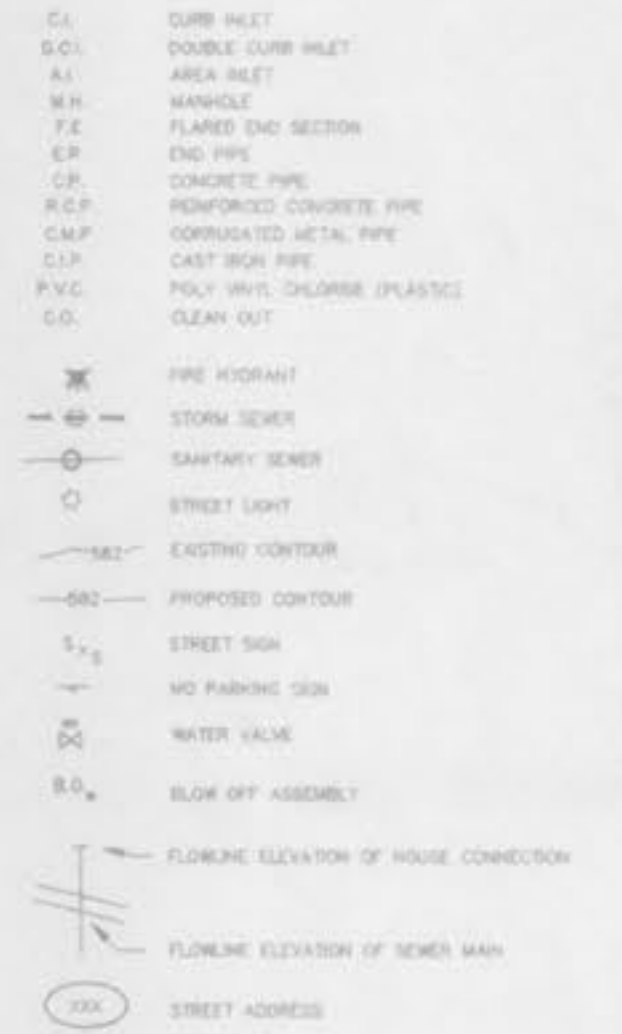 C.I. CURB INLET
D.C.I. DOUBLE CURB INLET
A.I. AREA INLET
M.H. MANHOLE
F.E. FLARED END SECTION
E.P. END PIPE
C.P. CONCRETE PIPE
R.C.P. REINFORCED CONCRETE PIPE
C.M.P. CORRUGATED METAL PIPE
C.I.P. CAST IRON PIPE
P.V.C. POLY VINYL CHLORIDE (PLASTIC)
C.O. CLEAN OUT
FIRE HYDRANT
STORM SEWER
SANITARY SEWER
STREET LIGHT
582 EXISTING CONTOUR
582 PROPOSED CONTOUR
S S STREET SIGN
NO PARKING SIGN
WATER VALVE
B.O. BLOW OFF ASSEMBLY
FLOWLINE ELEVATION OF HOUSE CONNECTION
FLOWLINE ELEVATION OF SEWER MAIN
XXX STREET ADDRESS